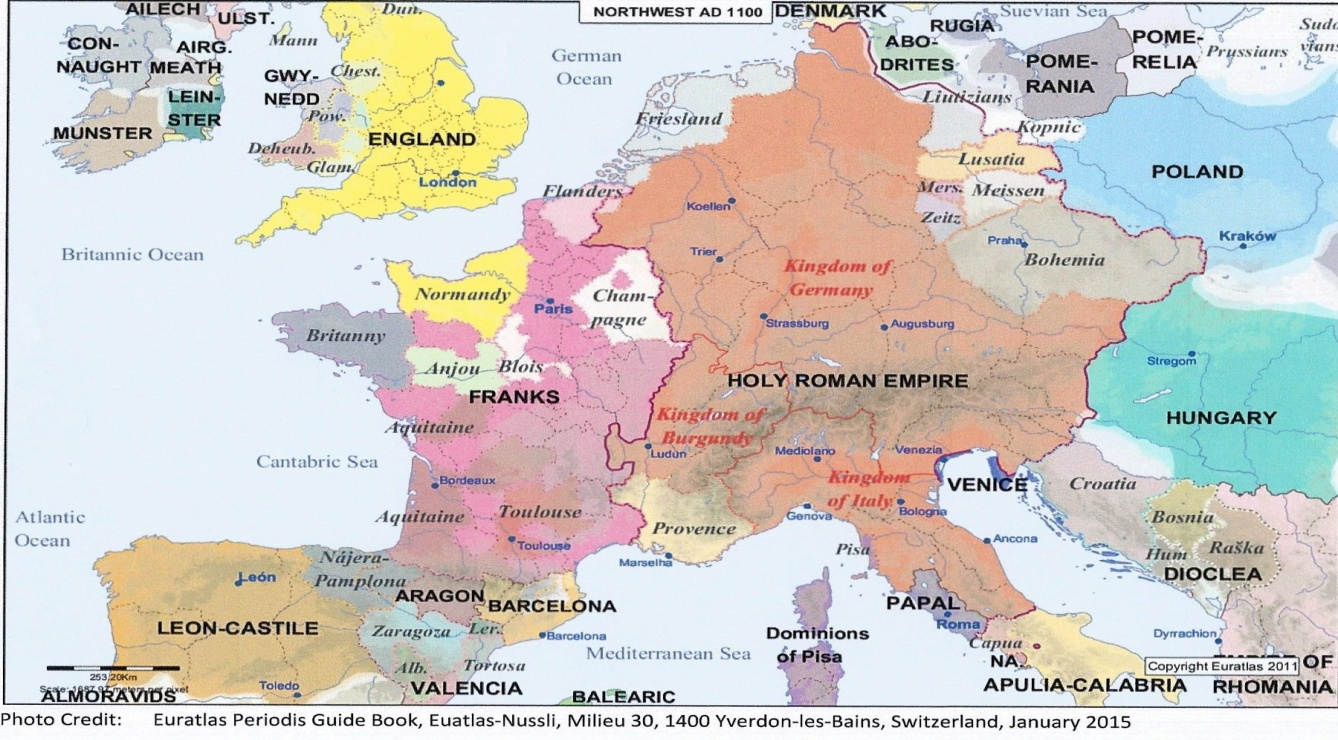 NORTHWEST AD 1100
AILECH
ULST.
Dun.
DENMARK
Suevian Sea
CON-
NAUGHT
AIRG.
MEATH
Mann
German
Ocean
ABO-
DRITES
RUGIA
POME-
RANIA
POME-
RELIA
Prussians
GWY-
NEDD
Chest.
LEIN-
STER
Pow.
MUNSTER
Deheub.
Glam.
ENGLAND
London
Friesland
Liutizians
Kopnic
Lusatia
POLAND
Flanders
Koellen
Mers.
Meissen
Zeitz
Britannic Ocean
Trier
Praha
Bohemia
Kraków
Kingdom of
Germany
Normandy
Paris
Cham-
pagne
Britanny
Strassburg
Augusburg
Anjou
Blois
Stregom
FRANKS
HOLY ROMAN EMPIRE
HUNGARY
Aquitaine
Kingdom of
Burgundy
Ludun
Mediolano
Venezia
Cantabric Sea
Bordeaux
Kingdom
of Italy
VENICE
Croatia
Atlantic
Ocean
Aquitaine
Toulouse
Toulouse
Provence
Genova
Bologna
Bosnia
Marselha
Pisa
Ancona
Hum
Raška
DIOCLEA
Nájera-
Pamplona
León
ARAGON
BARCELONA
Barcelona
PAPAL
Roma
LEON-CASTILE
Zaragoza
Ler.
Mediterranean Sea
Dominions
of Pisa
Capua
NA.
Dyrrachion
Alb.
Tortosa
253.20Km
Toledo
ALMORAVIDS
VALENCIA
BALEARIC
APULIA-CALABRIA
Copyright Euratlas 2011
OF
RHOMANIA
Photo Credit: Euratlas Periodis Guide Book, Euatlas-Nussli, Milieu 30, 1400 Yverdon-les-Bains, Switzerland, January 2015